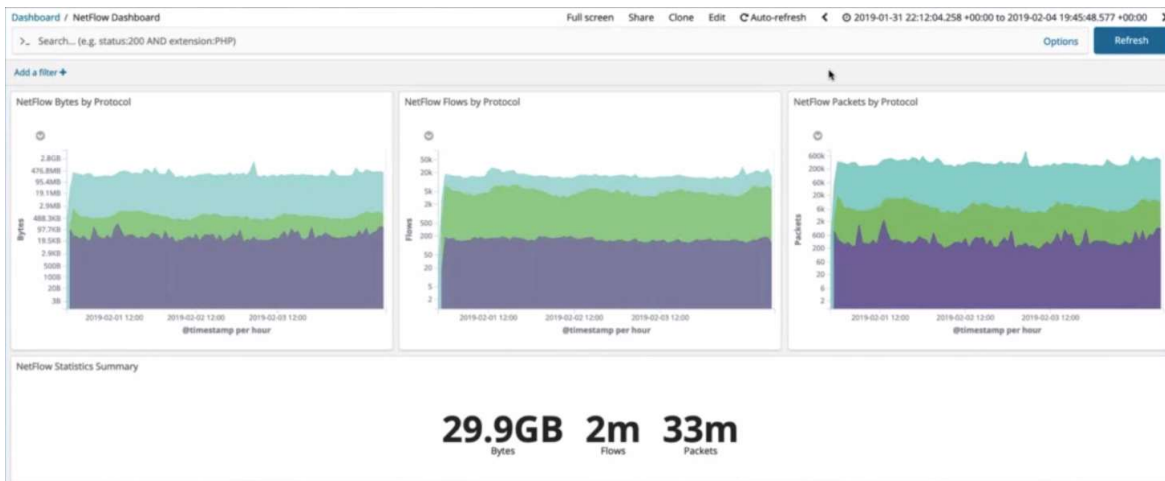 Dashboard / NetFlow Dashboard Full screen Share Clone Edit Auto-refresh 2019-01-31 22:12:04.258 +00:00 to 2019-02-04 19:45:48.577 +00:00
>_ Search... (e.g. status:200 AND extension:PHP) Options Refresh
Add a filter +
NetFlow Bytes by Protocol
2.8GB
476.8MB
95.4MB
19.1MB
2.9MB
488.3KB
97.7KB
19.5KB
2.9KB
500B
100B
20B
3B
Bytes
2019-02-01 12:00 2019-02-02 12:00 2019-02-03 12:00
@timestamp per hour
NetFlow Flows by Protocol
50k
20k
5k
2k
500
200
50
20
5
2
Flows
2019-02-01 12:00 2019-02-02 12:00 2019-02-03 12:00
@timestamp per hour
NetFlow Packets by Protocol
600k
200k
60k
20k
6k
2k
600
200
60
20
6
2
Packets
2019-02-01 12:00 2019-02-02 12:00 2019-02-03 12:00
@timestamp per hour
NetFlow Statistics Summary
29.9GB 2m 33m
Bytes Flows Packets